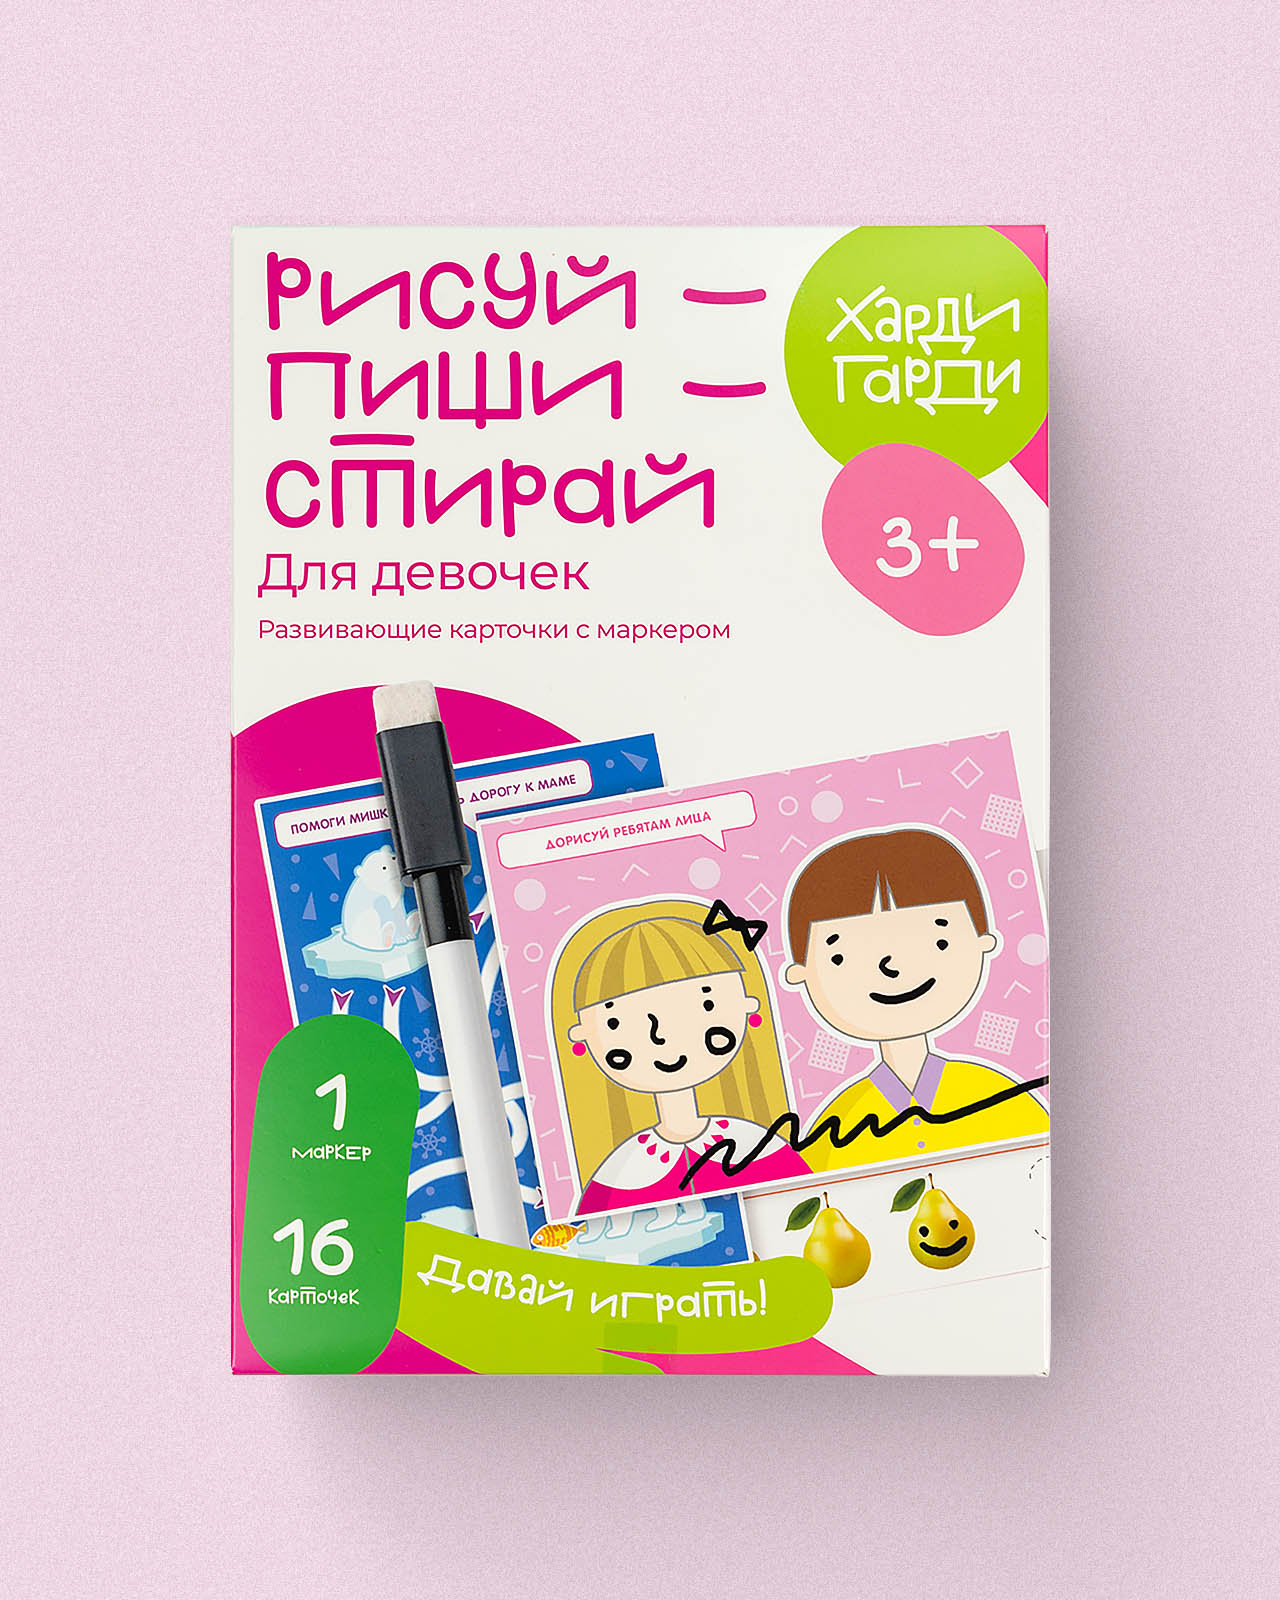 РИСУЙ –
ПИШИ –
СТИРАЙ
Для девочек
Развивающие карточки с маркером
Харди
Гарди
3+
ПОМОГИ МИШК Ь ДОРОГУ К МАМЕ
ДОРИСУЙ РЕБЯТАМ ЛИЦА
1
маркер
16
карточек
Давай играть!